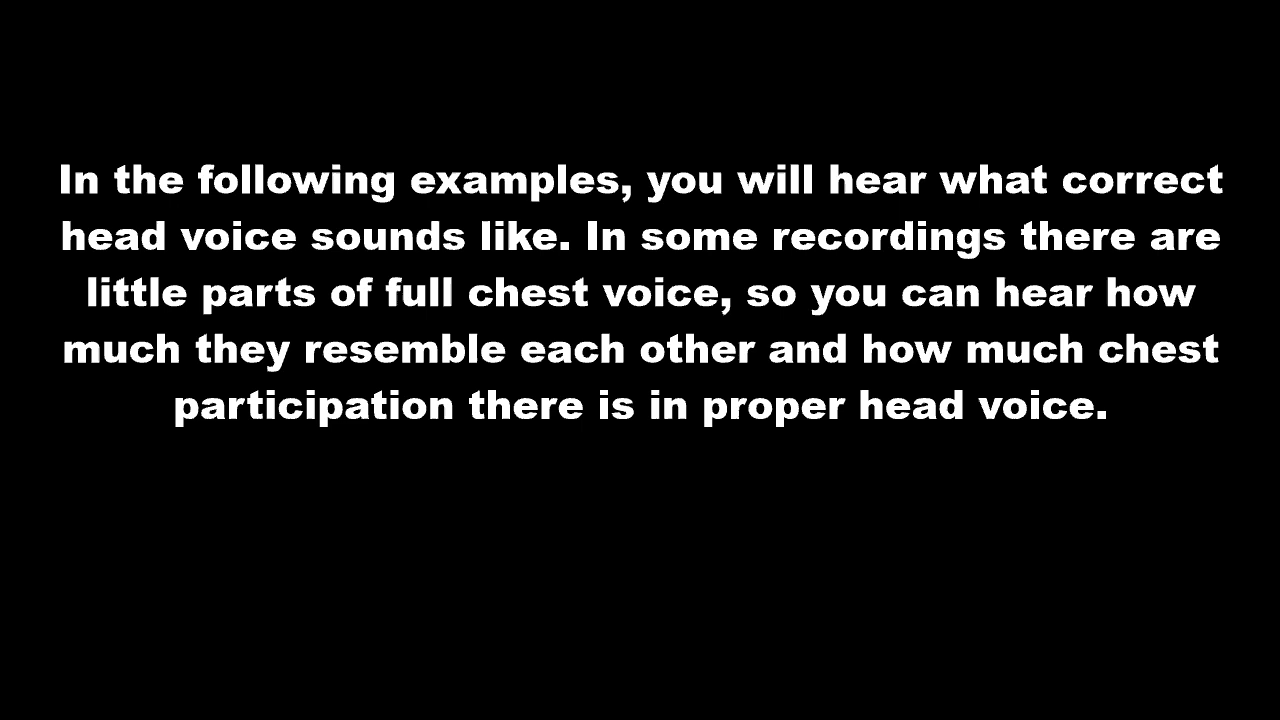 In the following examples, you will hear what correct
head voice sounds like. In some recordings there are
little parts of full chest voice, so you can hear how
much they resemble each other and how much chest
participation there is in proper head voice.